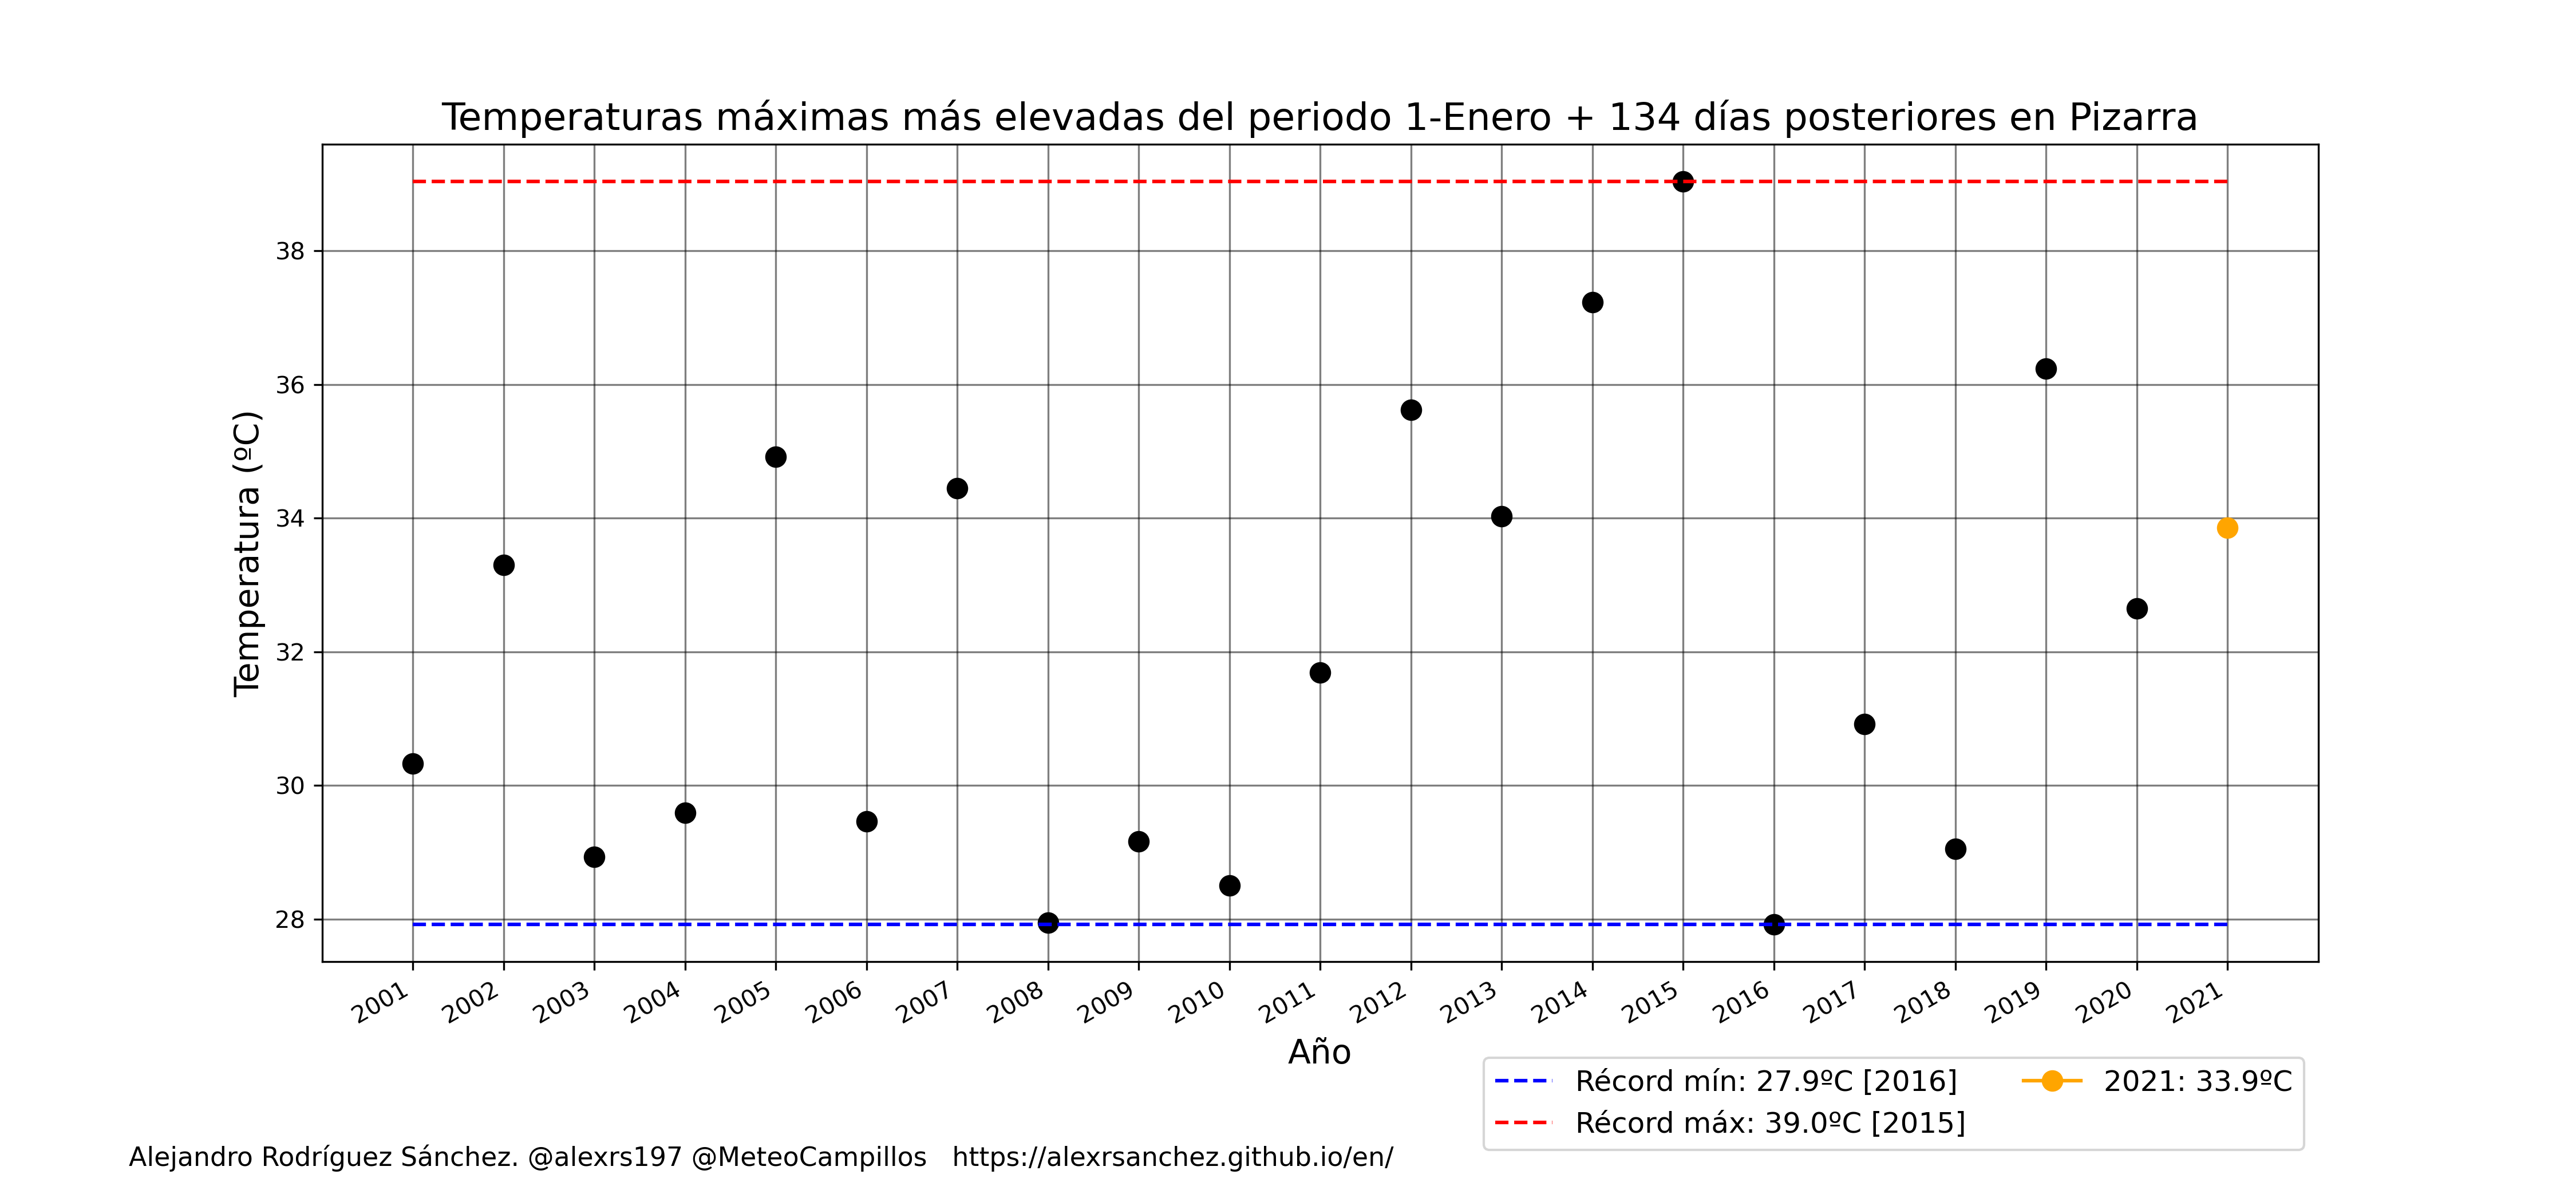 Temperaturas máximas más elevadas del periodo 1-Enero + 134 días posteriores en Pizarra
Temperatura (ºC)
38
36
34
32
30
28
2001 2002 2003 2004 2005 2006 2007 2008 2009 2010 2011 2012 2013 2014 2015 2016 2017 2018 2019 2020 2021
Año
Récord mín: 27.9ºC [2016]
Récord máx: 39.0ºC [2015]
2021: 33.9ºC
Alejandro Rodríguez Sánchez. @alexrs197 @MeteoCampillos https://alexrsanchez.github.io/en/